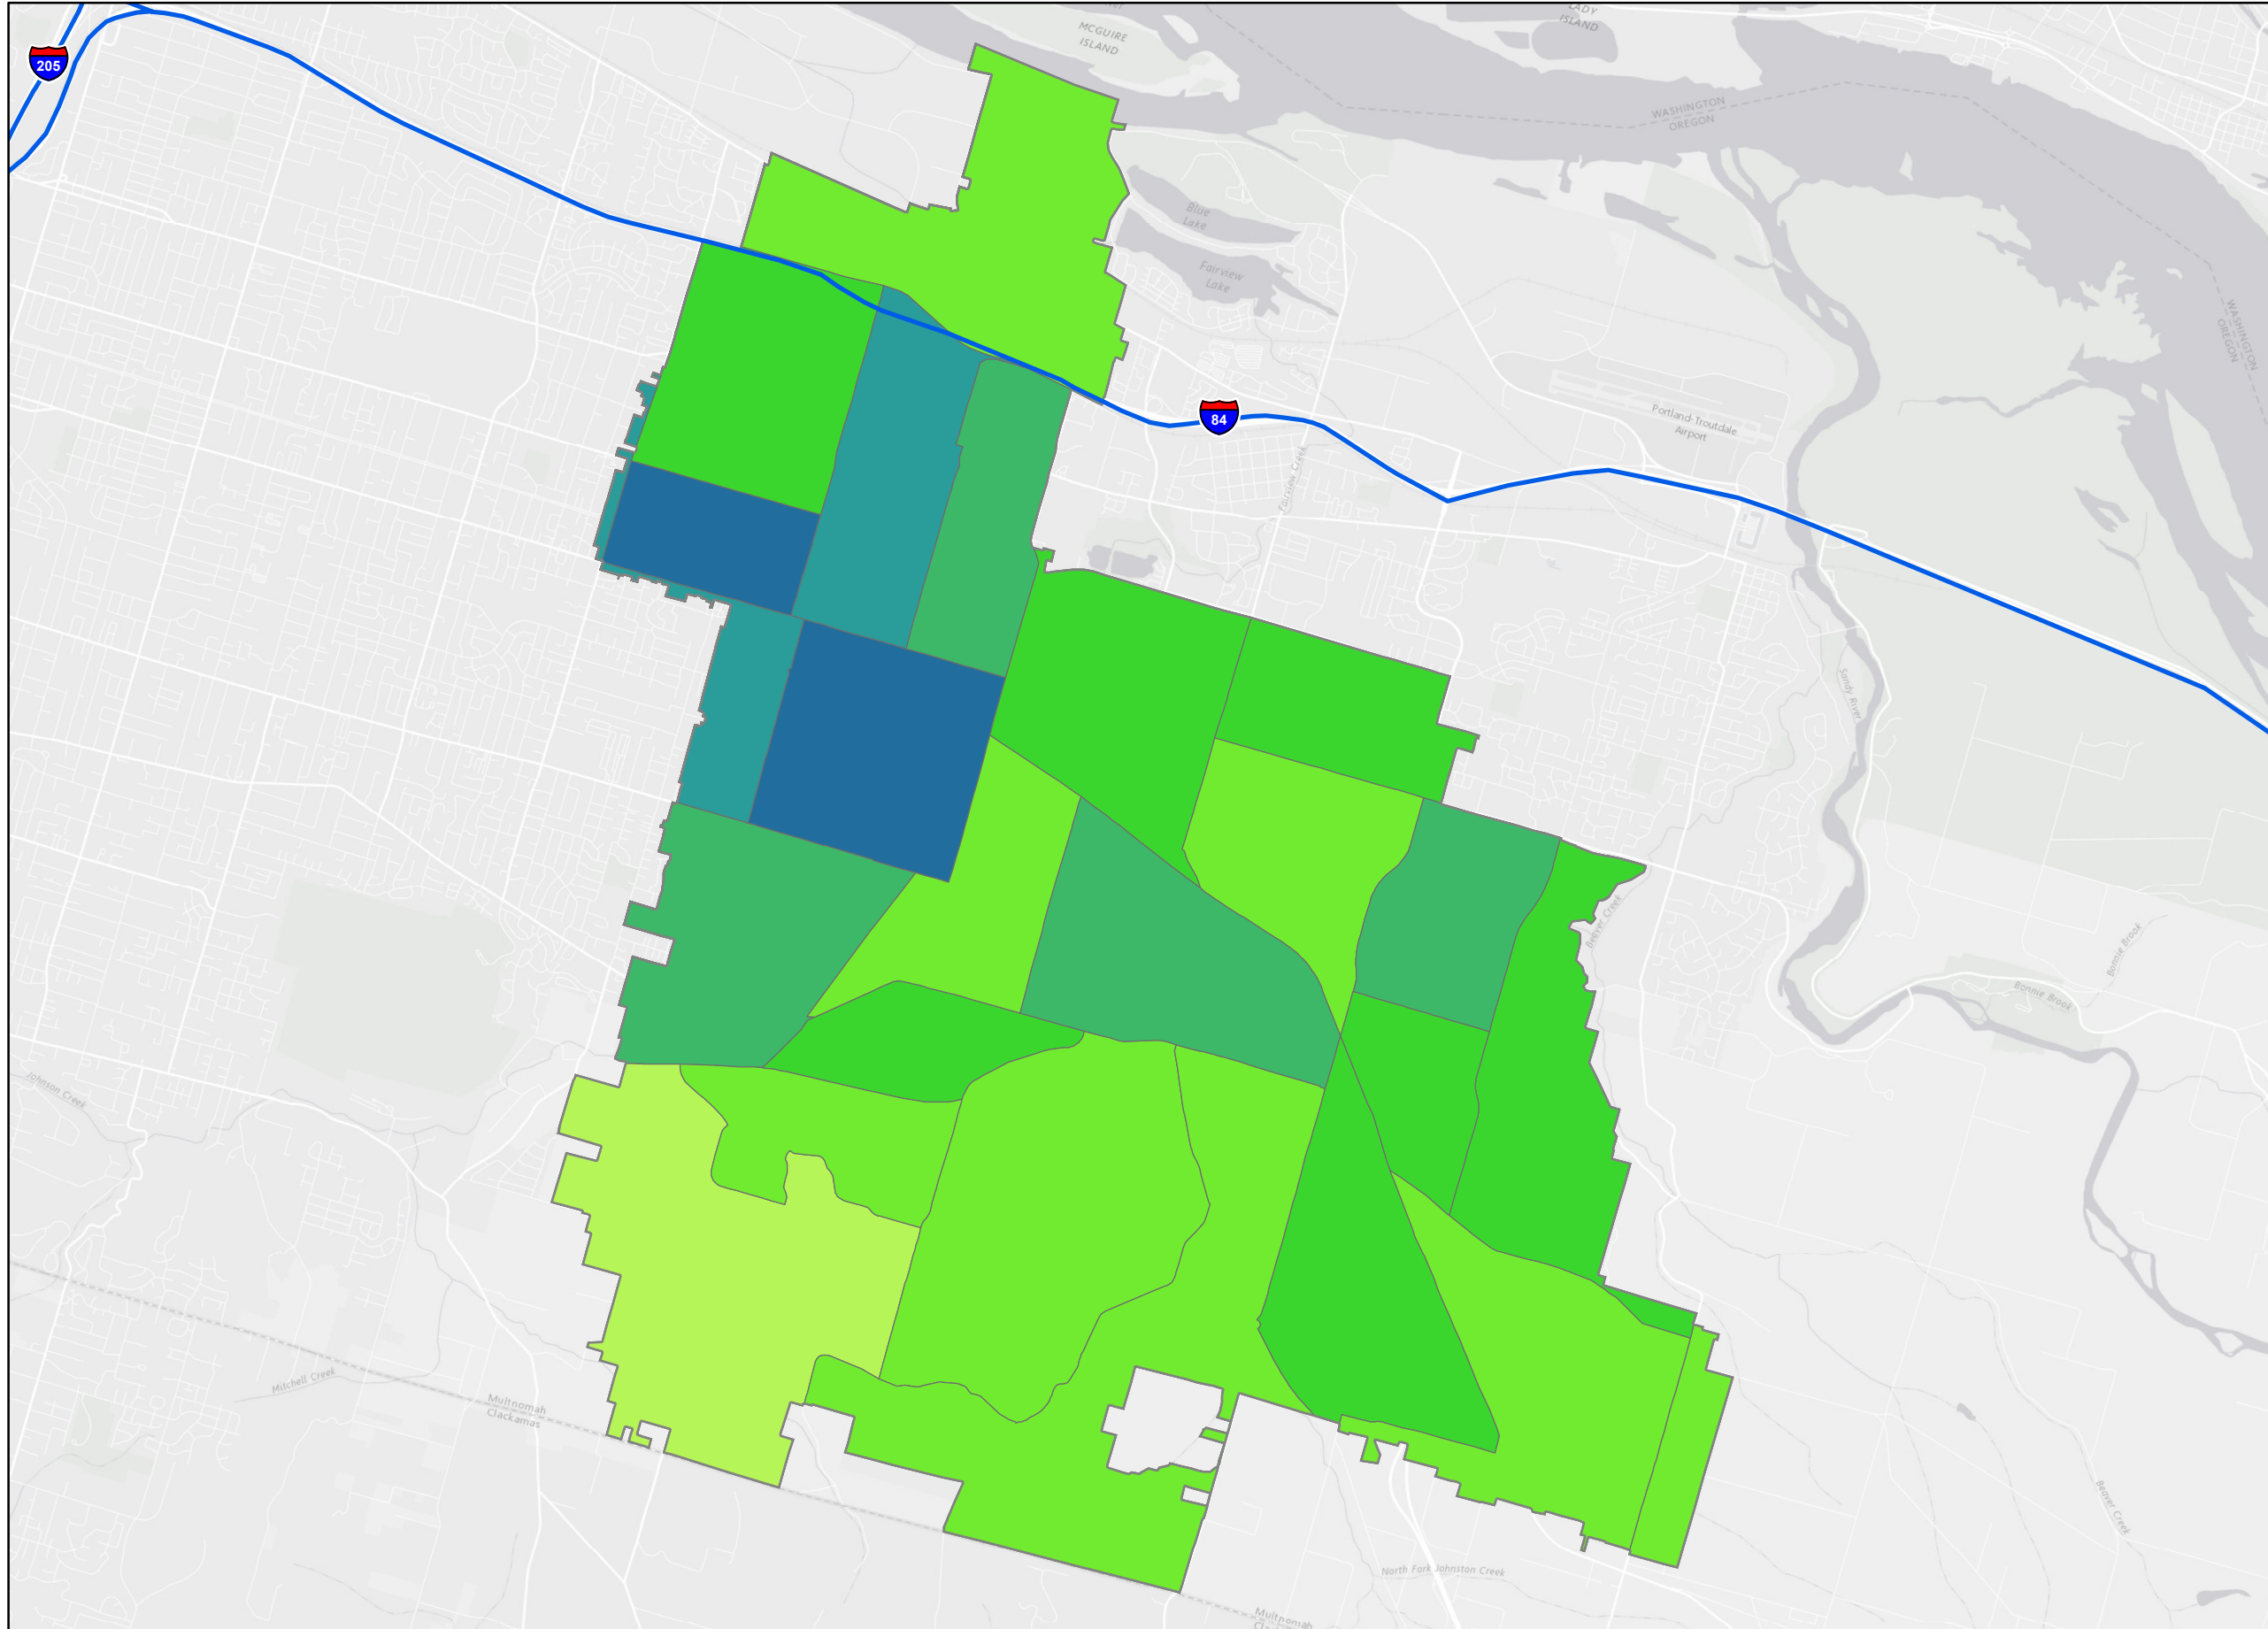 MCGUIRE
ISLAND
LADY
ISLAND
205
WASHINGTON
OREGON
Blue
Lake
Fairview
Lake
WASHINGTON
OREGON
84
Portland-Troutdale
Airport
Fairview Creek
Sandy River
Beaver Creek
Bonnie Brook
Bonnie Brook
Johnson Creek
Mitchell Creek
Multnomah
Clackamas
Beaver Creek
North Fork Johnston Creek
Multnomah
Clackamas